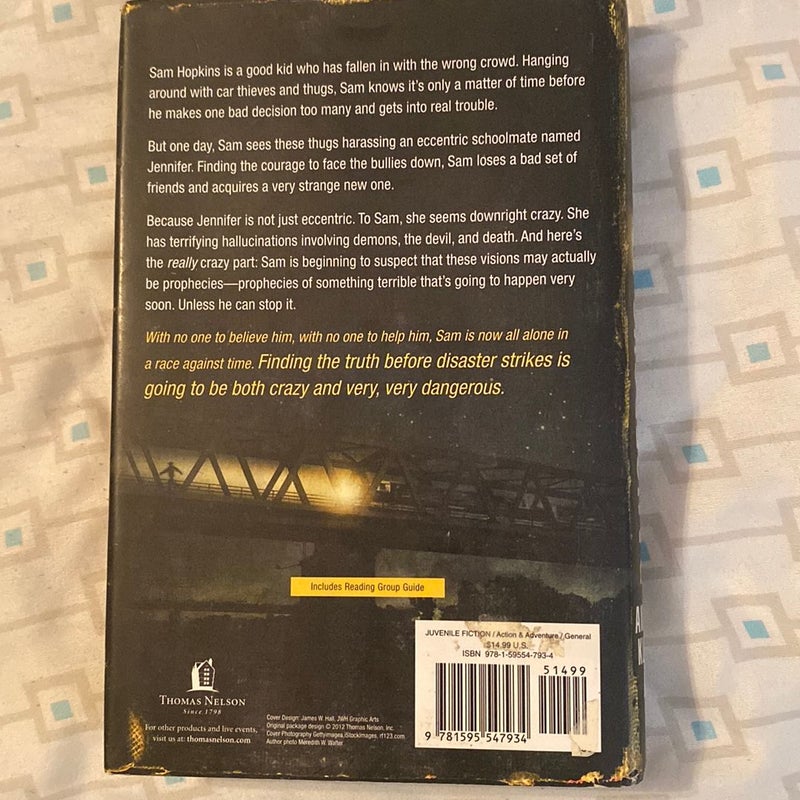 Sam Hopkins is a good kid who has fallen in with the wrong crowd. Hanging
around with car thieves and thugs, Sam knows it's only a matter of time before
he makes one bad decision too many and gets into real trouble.
But one day, Sam sees these thugs harassing an eccentric schoolmate named
Jennifer. Finding the courage to face the bullies down, Sam loses a bad set of
friends and acquires a very strange new one.
Because Jennifer is not just eccentric. To Sam, she seems downright crazy. She
has terrifying hallucinations involving demons, the devil, and death. And here's
the really crazy part: Sam is beginning to suspect that these visions may actually
be prophecies—prophecies of something terrible that's going to happen very
soon. Unless he can stop it.
With no one to believe him, with no one to help him, Sam is now all alone in
a race against time. Finding the truth before disaster strikes is
going to be both crazy and very, very dangerous.
Includes Reading Group Guide
JUVENILE FICTION / Action & Adventure / General
$14.99 U.S.
ISBN 978-1-59554-793-4
51499
9 781595 547934
THOMAS NELSON
Since 1798
For other products and live events,
visit us at: thomasnelson.com
Cover Design: James W. Hall, JWH Graphic Arts
Original package design © 2012 Thomas Nelson, Inc.
Cover Photography Gettyimages, iStockimages, rf123.com
Author photo Meredith W. Walter